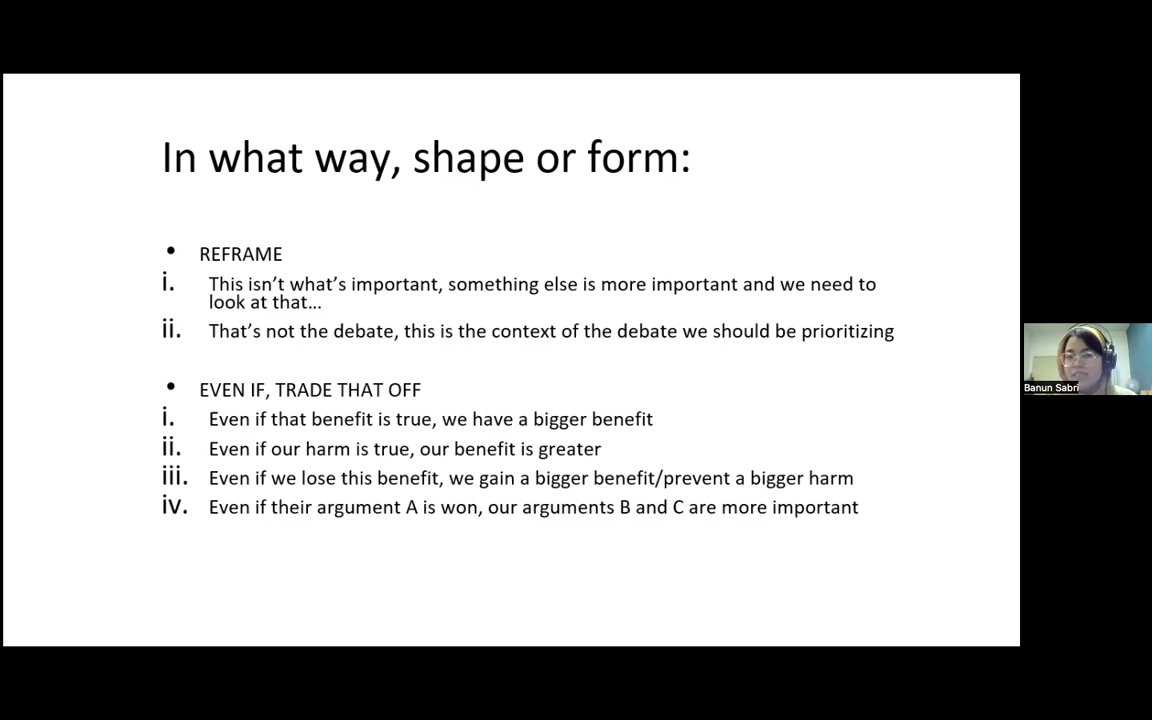 In what way, shape or form:
• REFRAME
i. This isn’t what’s important, something else is more important and we need to
look at that...
ii. That’s not the debate, this is the context of the debate we should be prioritizing
• EVEN IF, TRADE THAT OFF
i. Even if that benefit is true, we have a bigger benefit
ii. Even if our harm is true, our benefit is greater
iii. Even if we lose this benefit, we gain a bigger benefit/prevent a bigger harm
iv. Even if their argument A is won, our arguments B and C are more important
Banun Sabri